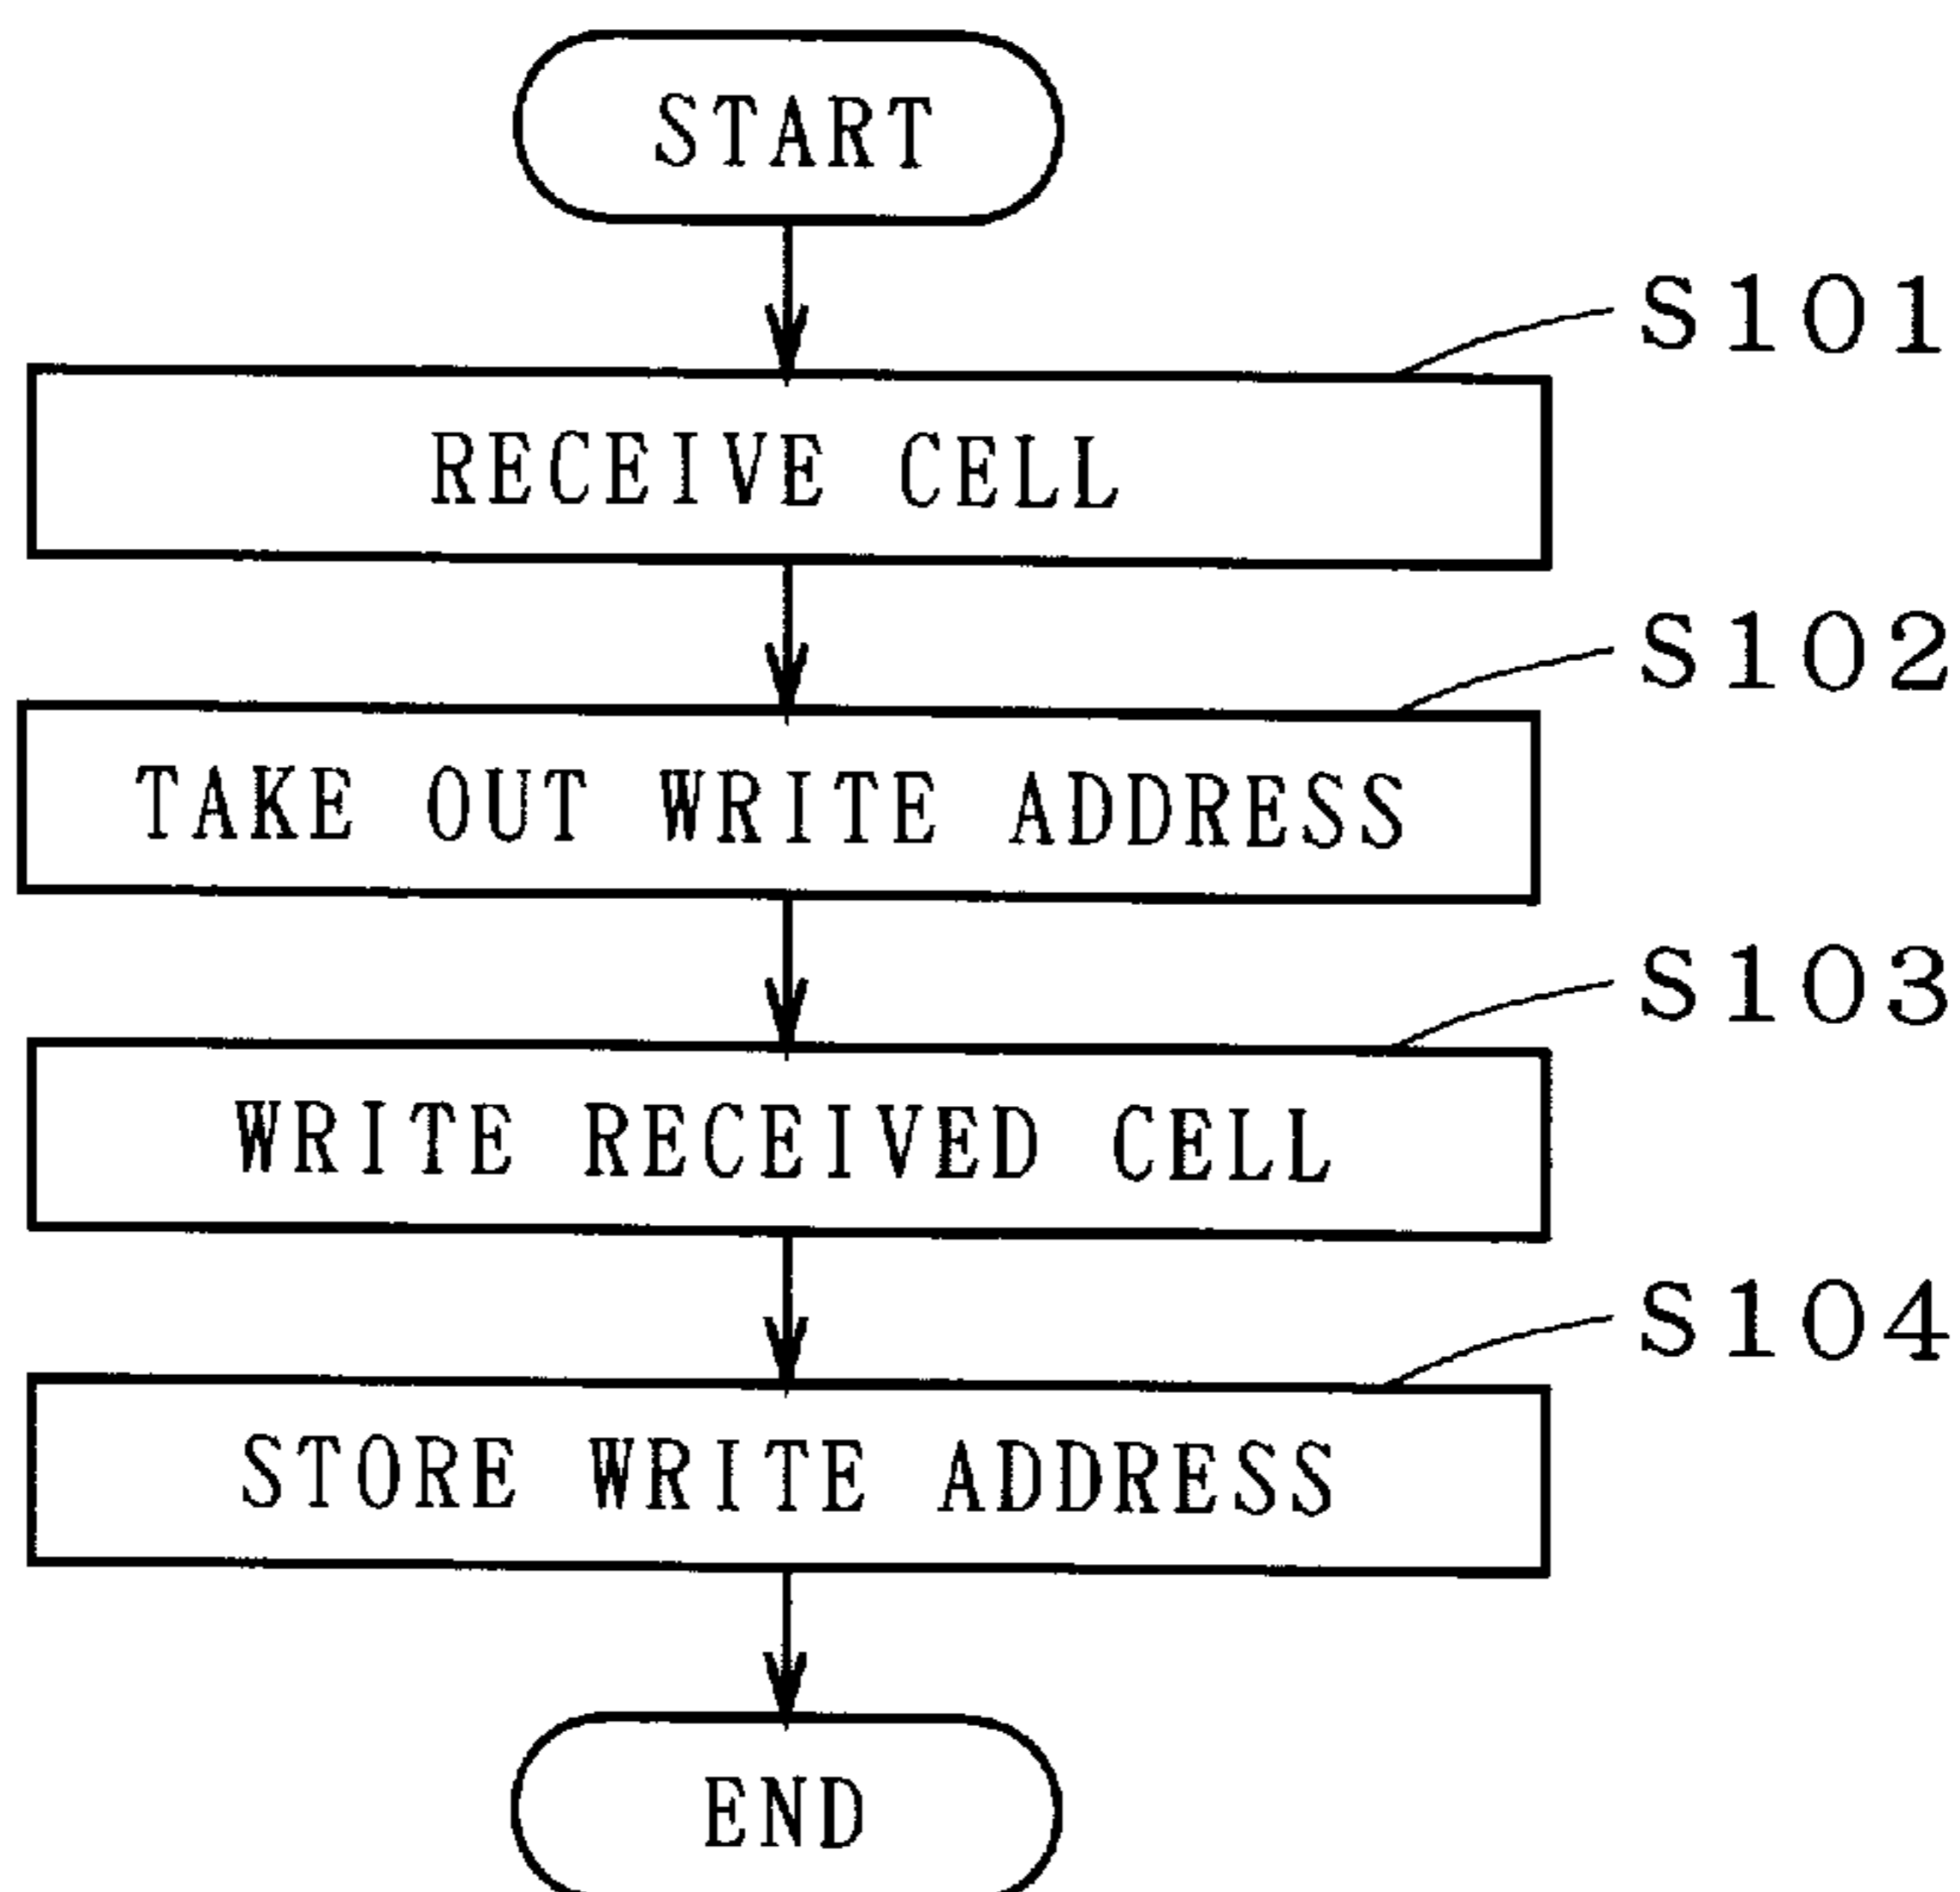 START
S101
RECEIVE CELL
S102
TAKE OUT WRITE ADDRESS
S103
WRITE RECEIVED CELL
S104
STORE WRITE ADDRESS
END